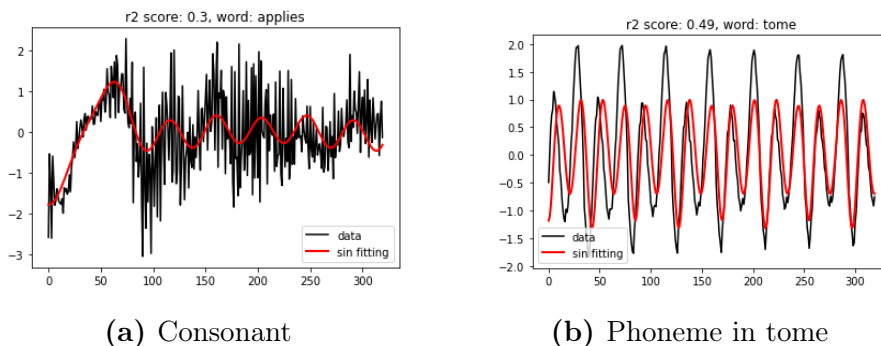 r2 score: 0.3, word: applies
2
1
0
−1
−2
−3
data
sin fitting
0 50 100 150 200 250 300
(a) Consonant
r2 score: 0.49, word: tome
2.0
1.5
1.0
0.5
0.0
−0.5
−1.0
−1.5
−2.0
data
sin fitting
0 50 100 150 200 250 300
(b) Phoneme in tome